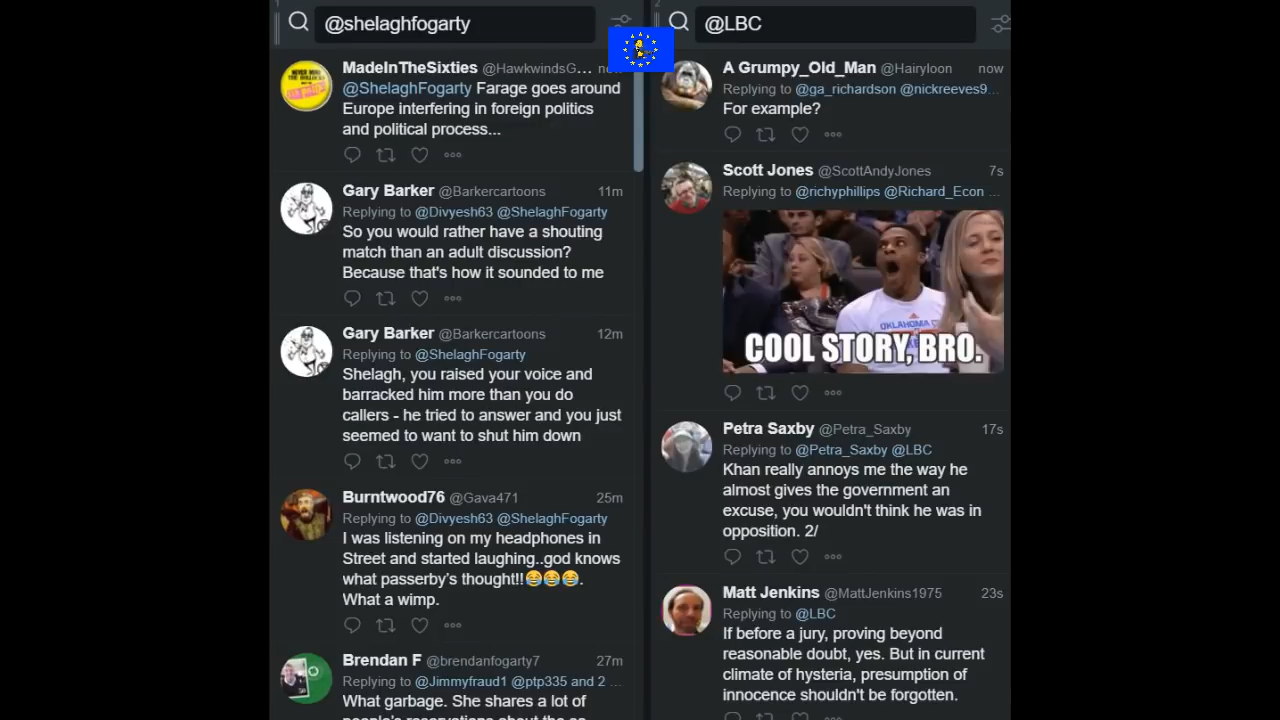 @shelaghfogarty
MadeInTheSixties @HawkwindsG... now
@ShelaghFogarty Farage goes around
Europe interfering in foreign politics
and political process...
Gary Barker @Barkercartoons 11m
Replying to @Divyesh63 @ShelaghFogarty
So you would rather have a shouting
match than an adult discussion?
Because that's how it sounded to me
Gary Barker @Barkercartoons 12m
Replying to @ShelaghFogarty
Shelagh, you raised your voice and
barracked him more than you do
callers - he tried to answer and you just
seemed to want to shut him down
Burntwood76 @Gava471 25m
Replying to @Divyesh63 @ShelaghFogarty
I was listening on my headphones in
Street and started laughing..god knows
what passerby's thought!!😂😂😂.
What a wimp.
Brendan F @brendanfogarty7 27m
Replying to @Jimmyfraud1 @ptp335 and 2 ...
What garbage. She shares a lot of
people's reservations about the so
@LBC
A Grumpy_Old_Man @Hairyloon now
Replying to @ga_richardson @nickreeves9...
For example?
Scott Jones @ScottAndyJones 7s
Replying to @richyphillips @Richard_Econ ...
OKLAHOMA C
COOL STORY, BRO.
Petra Saxby @Petra_Saxby 17s
Replying to @Petra_Saxby @LBC
Khan really annoys me the way he
almost gives the government an
excuse, you wouldn't think he was in
opposition. 2/
Matt Jenkins @MattJenkins1975 23s
Replying to @LBC
If before a jury, proving beyond
reasonable doubt, yes. But in current
climate of hysteria, presumption of
innocence shouldn't be forgotten.